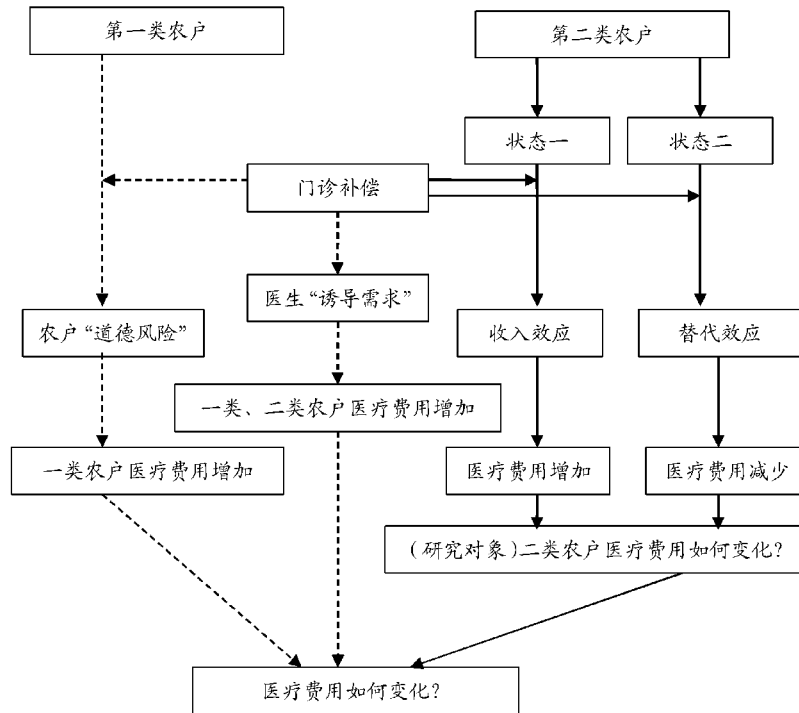 第一类农户
第二类农户
状态一
状态二
门诊补偿
医生“诱导需求”
农户“道德风险”
收入效应
替代效应
一类、二类农户医疗费用增加
一类农户医疗费用增加
医疗费用增加
医疗费用减少
(研究对象)二类农户医疗费用如何变化?
医疗费用如何变化?